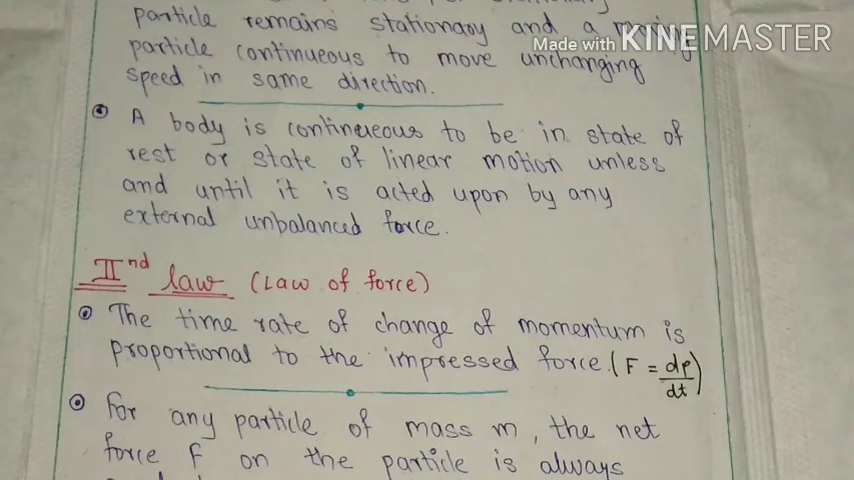 particle remains stationary and a moving
Made with KINEMASTER
particle continueous to move unchanging
speed in same direction.
A body is continueous to be in state of
rest or state of linear motion unless
and until it is acted upon by any
external unbalanced force.
IInd law (Law of force)
The time rate of change of momentum is
proportional to the impressed force. (F = dp/dt)
For any particle of mass m, the net
force F on the particle is always